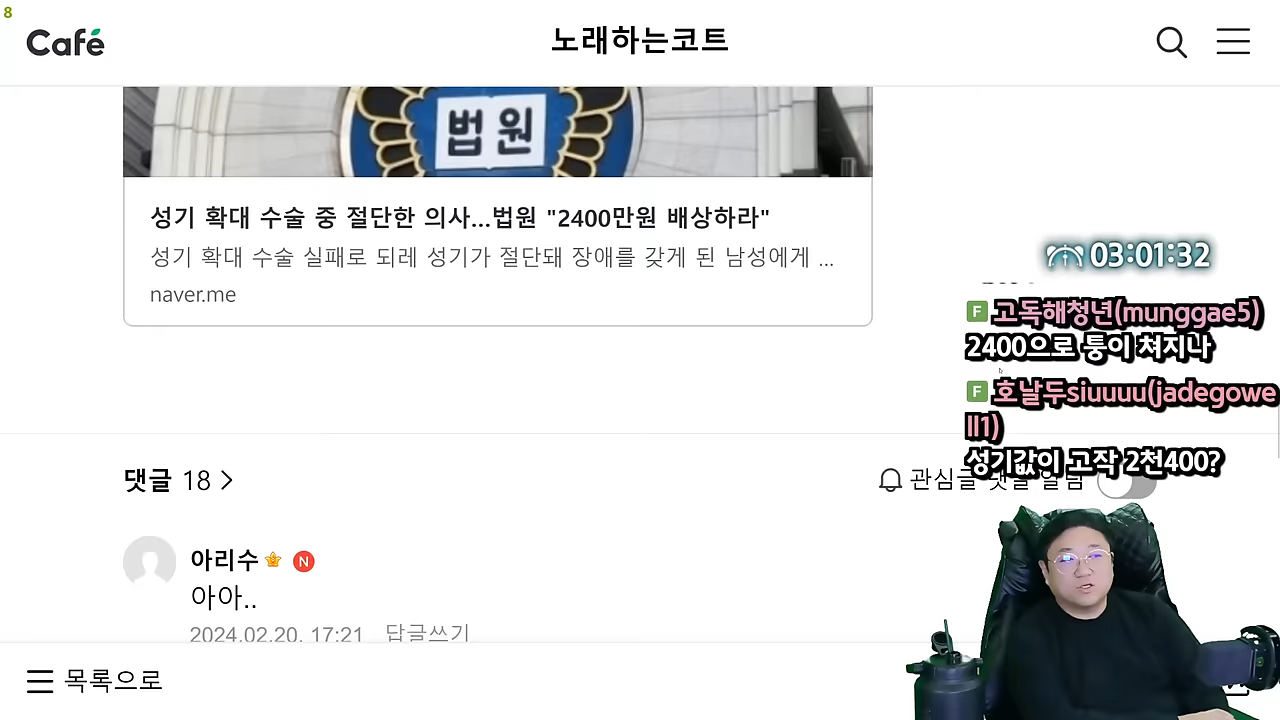 8
Café
노래하는코트
법원
성기 확대 수술 중 절단한 의사...법원 "2400만원 배상하라"
성기 확대 수술 실패로 되레 성기가 절단돼 장애를 갖게 된 남성에게 ...
naver.me
03:01:32
F 고독해청년(munggae5)
2400으로 퉁이 쳐지나
F 호날두siuuuu(jadegowe
ll1)
성기값이 고작 2천400?
댓글 18
관심글 댓글 알림
아리수 N
아아..
2024.02.20. 17:21 답글쓰기
목록으로